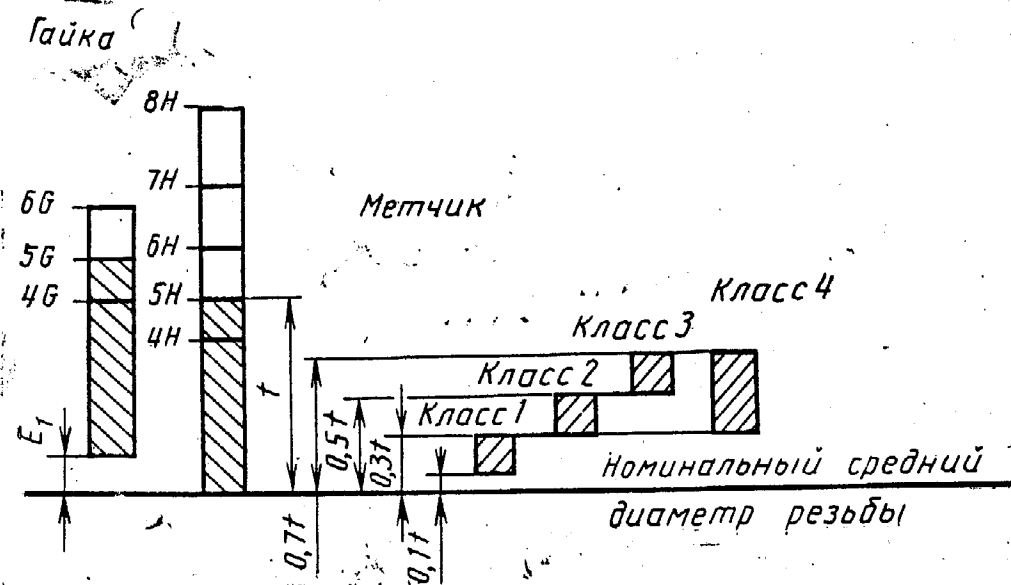 Гайка
8H
7H
6G
Метчик
6H
5G
4G
5H
Класс 4
Класс 3
4H
Класс 2
t
Класс 1
E₁
0,5t
0,3t
Номинальный средний
диаметр резьбы
0,7t
0,1t